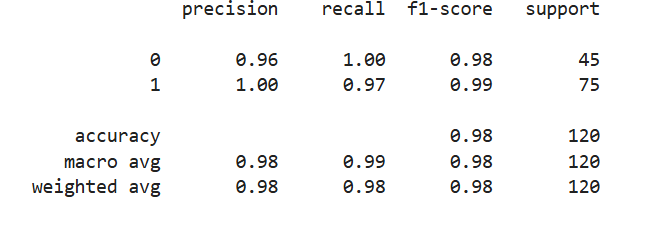 precision recall f1-score support
0 0.96 1.00 0.98 45
1 1.00 0.97 0.99 75
accuracy 0.98 120
macro avg 0.98 0.99 0.98 120
weighted avg 0.98 0.98 0.98 120